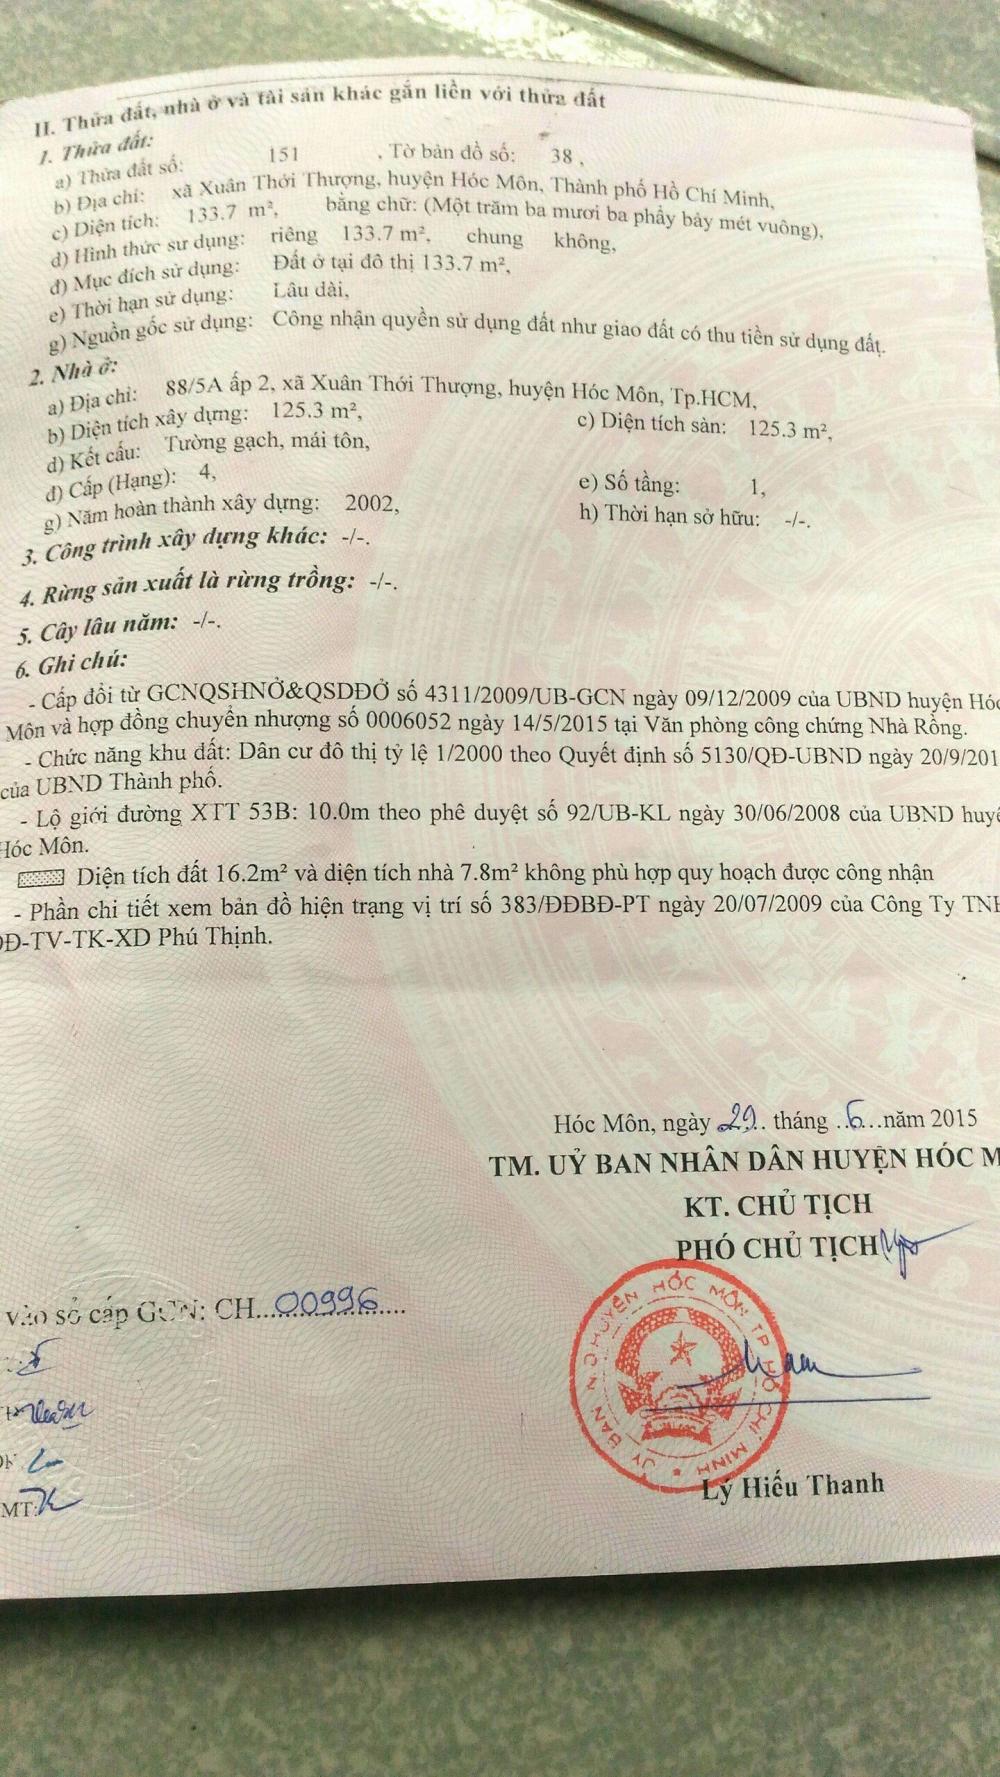 II. Thửa đất, nhà ở và tài sản khác gắn liền với thửa đất
1. Thửa đất:
a) Thửa đất số: 151 , Tờ bản đồ số: 38 ,
b) Địa chỉ: xã Xuân Thới Thượng, huyện Hóc Môn, Thành phố Hồ Chí Minh,
c) Diện tích: 133.7 m², bằng chữ: (Một trăm ba mươi ba phẩy bảy mét vuông),
d) Hình thức sử dụng: riêng 133.7 m², chung không,
đ) Mục đích sử dụng: Đất ở tại đô thị 133.7 m²,
e) Thời hạn sử dụng: Lâu dài,
g) Nguồn gốc sử dụng: Công nhận quyền sử dụng đất như giao đất có thu tiền sử dụng đất.
2. Nhà ở:
a) Địa chỉ: 88/5A ấp 2, xã Xuân Thới Thượng, huyện Hóc Môn, Tp.HCM,
b) Diện tích xây dựng: 125.3 m², c) Diện tích sàn: 125.3 m²,
d) Kết cấu: Tường gạch, mái tôn,
đ) Cấp (Hạng): 4, e) Số tầng: 1,
g) Năm hoàn thành xây dựng: 2002, h) Thời hạn sở hữu: -/-.
3. Công trình xây dựng khác: -/-.
4. Rừng sản xuất là rừng trồng: -/-.
5. Cây lâu năm: -/-.
6. Ghi chú:
- Cấp đổi từ GCNQSHNỞ&QSDĐỞ số 4311/2009/UB-GCN ngày 09/12/2009 của UBND huyện Hóc
Môn và hợp đồng chuyển nhượng số 0006052 ngày 14/5/2015 tại Văn phòng công chứng Nhà Rồng.
- Chức năng khu đất: Dân cư đô thị tỷ lệ 1/2000 theo Quyết định số 5130/QĐ-UBND ngày 20/9/201
của UBND Thành phố.
- Lộ giới đường XTT 53B: 10.0m theo phê duyệt số 92/UB-KL ngày 30/06/2008 của UBND huyệ
Hóc Môn.
Diện tích đất 16.2m² và diện tích nhà 7.8m² không phù hợp quy hoạch được công nhận
- Phần chi tiết xem bản đồ hiện trạng vị trí số 383/ĐĐBĐ-PT ngày 20/07/2009 của Công Ty TNH
ĐĐ-TV-TK-XD Phú Thịnh.
Hóc Môn, ngày 29.. tháng ..6...năm 2015
TM. UỶ BAN NHÂN DÂN HUYỆN HÓC M
KT. CHỦ TỊCH
PHÓ CHỦ TỊCH
vào sổ cấp GCN: CH....00996....
ỦY BAN N.D HUYỆN HÓC MÔN TP HỒ CHÍ MINH
MT:
Lý Hiếu Thanh